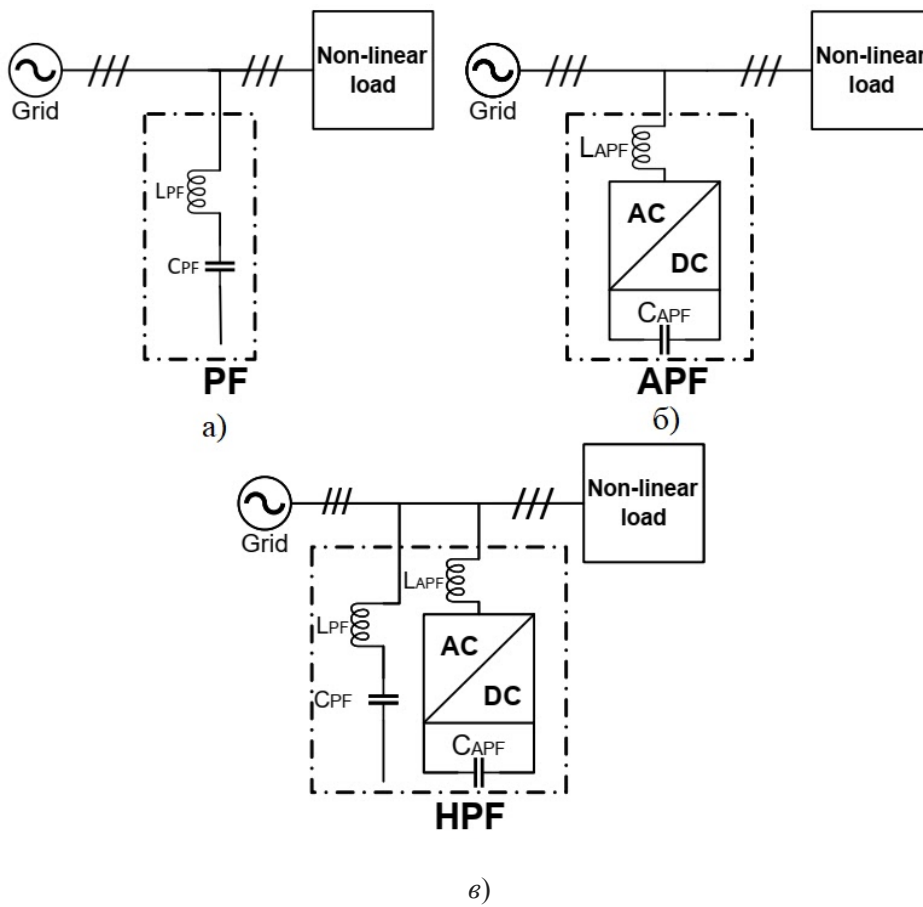 Non-linear
load
Grid
LPF
CPF
PF
а)
Non-linear
load
Grid
LAPF
AC
DC
CAPF
APF
б)
Non-linear
load
Grid
LAPF
LPF
AC
DC
CPF
CAPF
HPF
в)